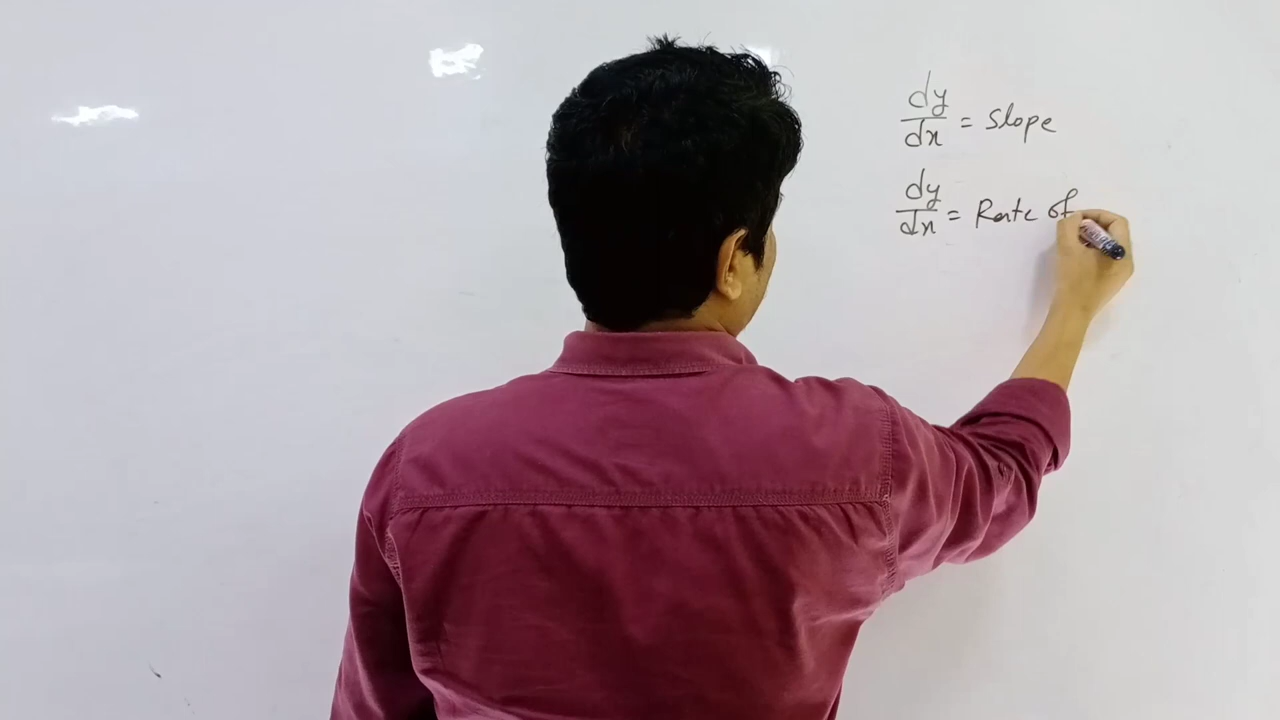 dy/dx = Slope
dy/dx = Rate of